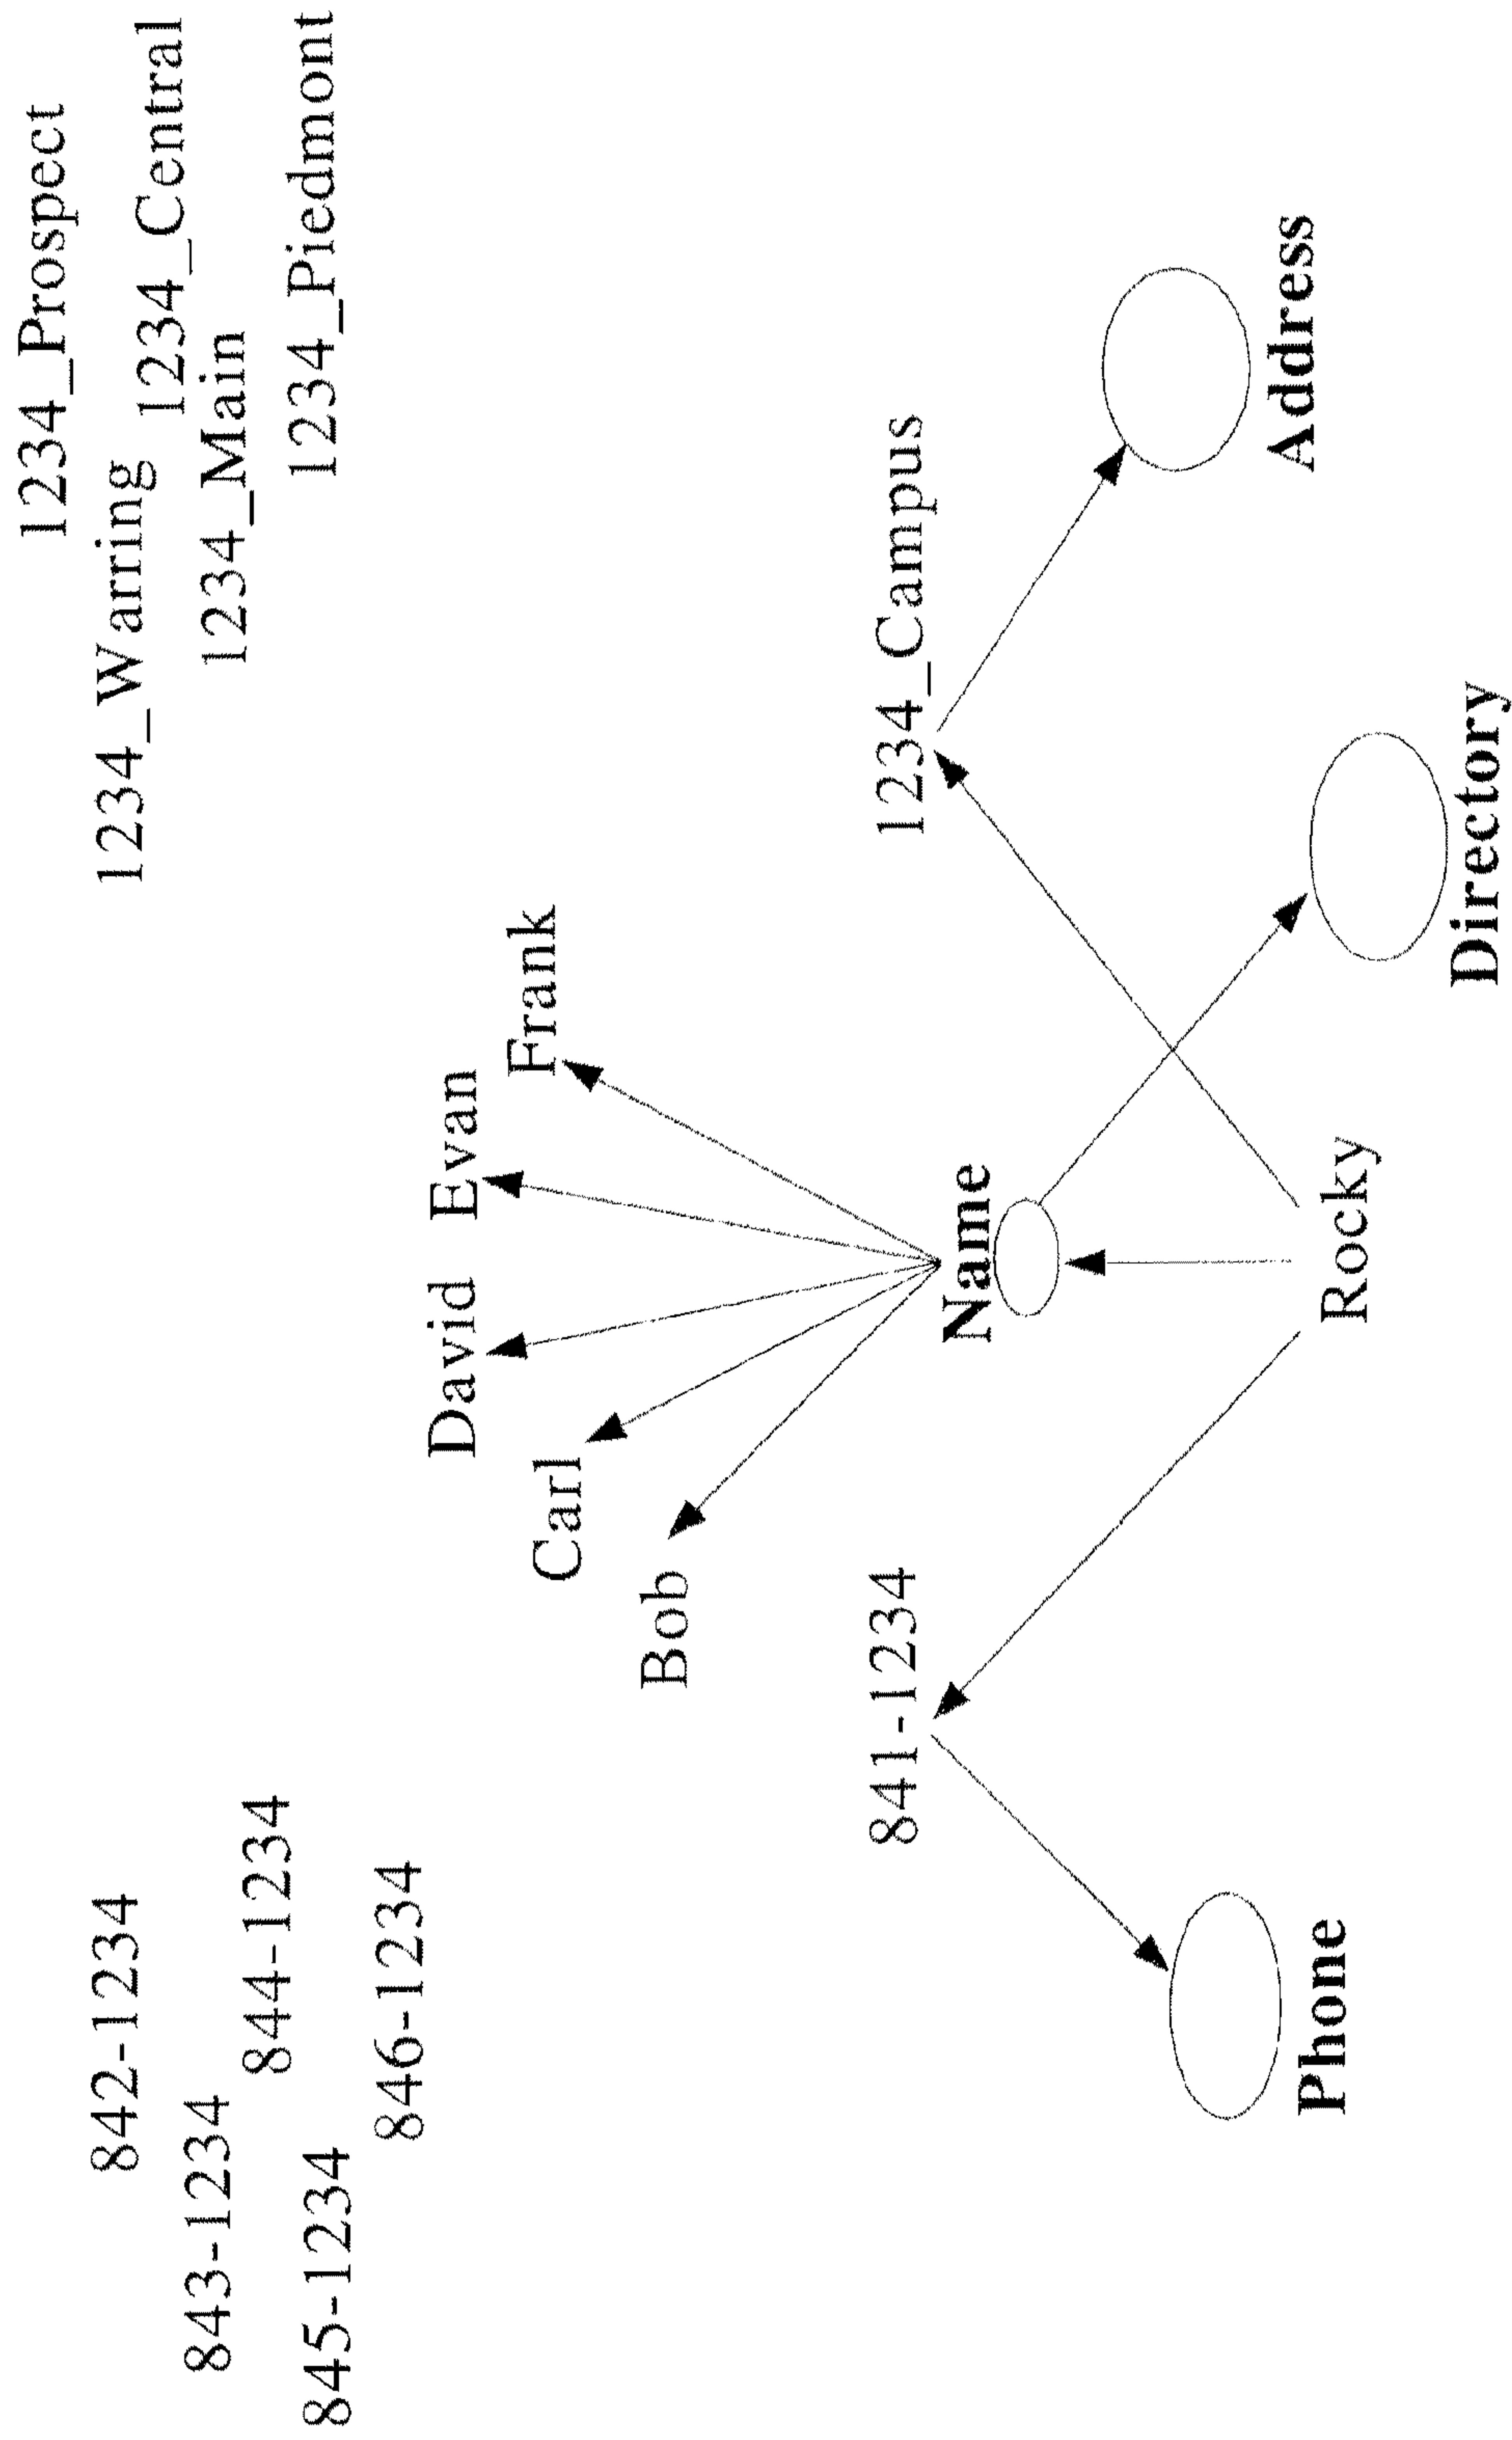 842-1234
843-1234
844-1234
845-1234
846-1234
1234_Prospect
1234_Warring
1234_Central
1234_Main
1234_Piedmont
David
Evan
Carl
Frank
Bob
841-1234
Name
1234_Campus
Phone
Rocky
Address
Directory